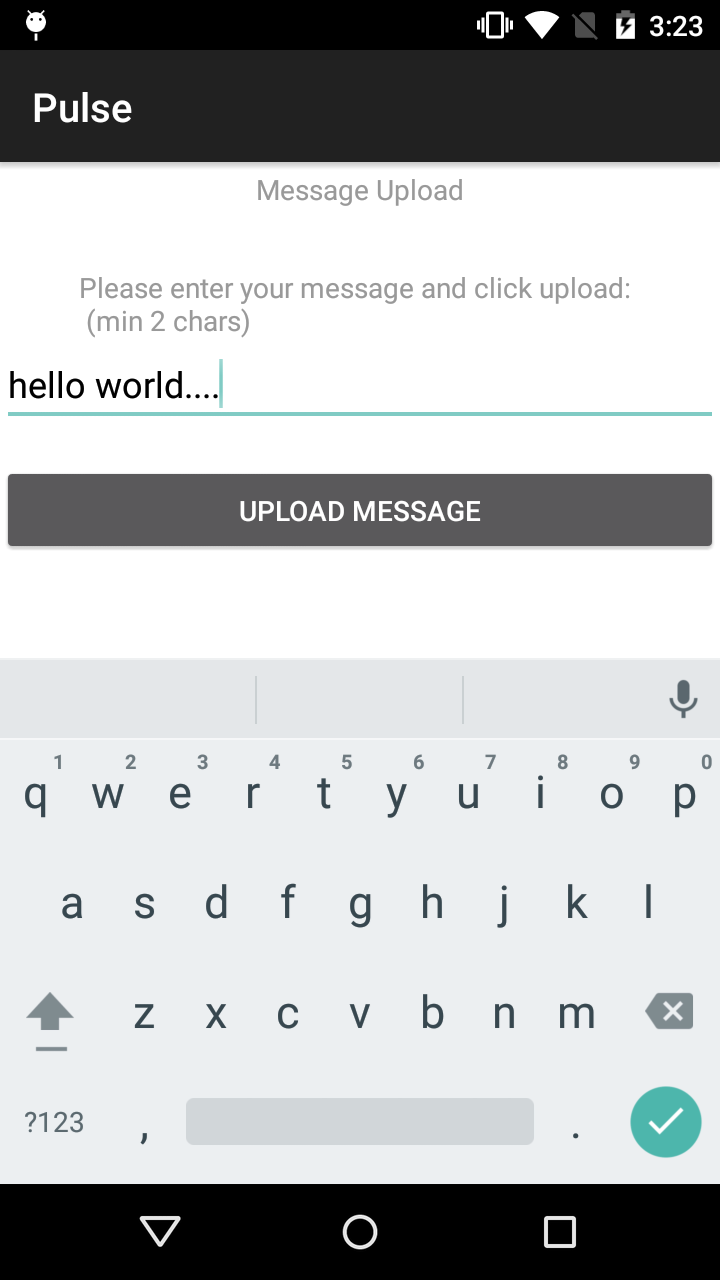 3:23
Pulse
Message Upload
Please enter your message and click upload:
(min 2 chars)
hello world....
UPLOAD MESSAGE
1 2 3 4 5 6 7 8 9 0
q w e r t y u i o p
a s d f g h j k l
z x c v b n m
?123 , .